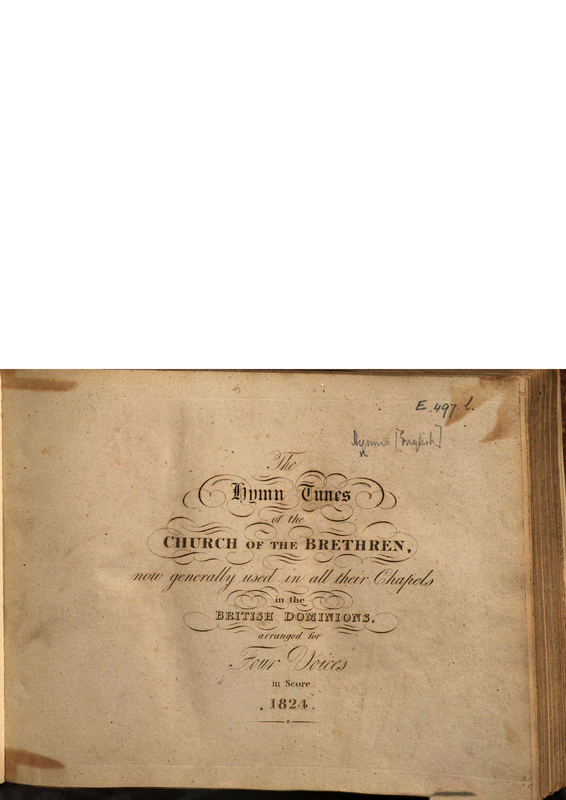 E. 497 l.
Hymns [English]
The
Hymn Tunes
of the
CHURCH OF THE BRETHREN,
now generally used in all their Chapels
in the
BRITISH DOMINIONS,
arranged for
Four Voices
in Score.
1824.